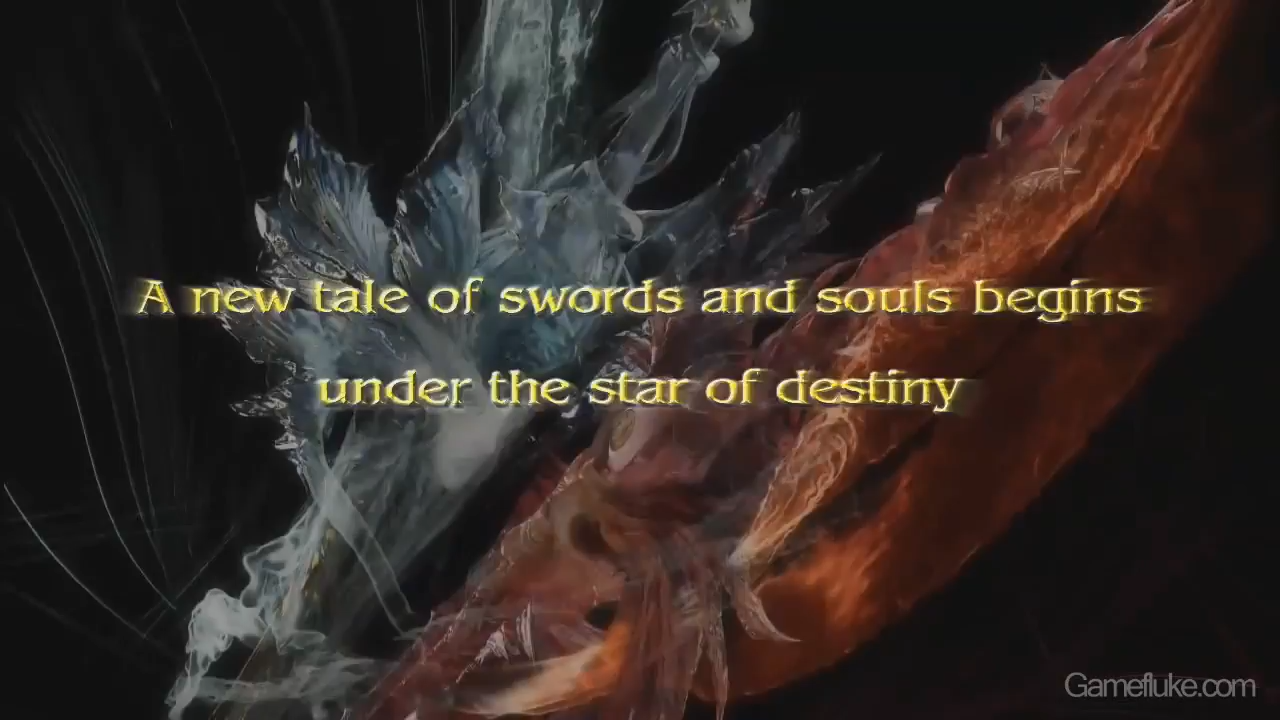 A new tale of swords and souls begins
under the star of destiny
Gamefluke.com